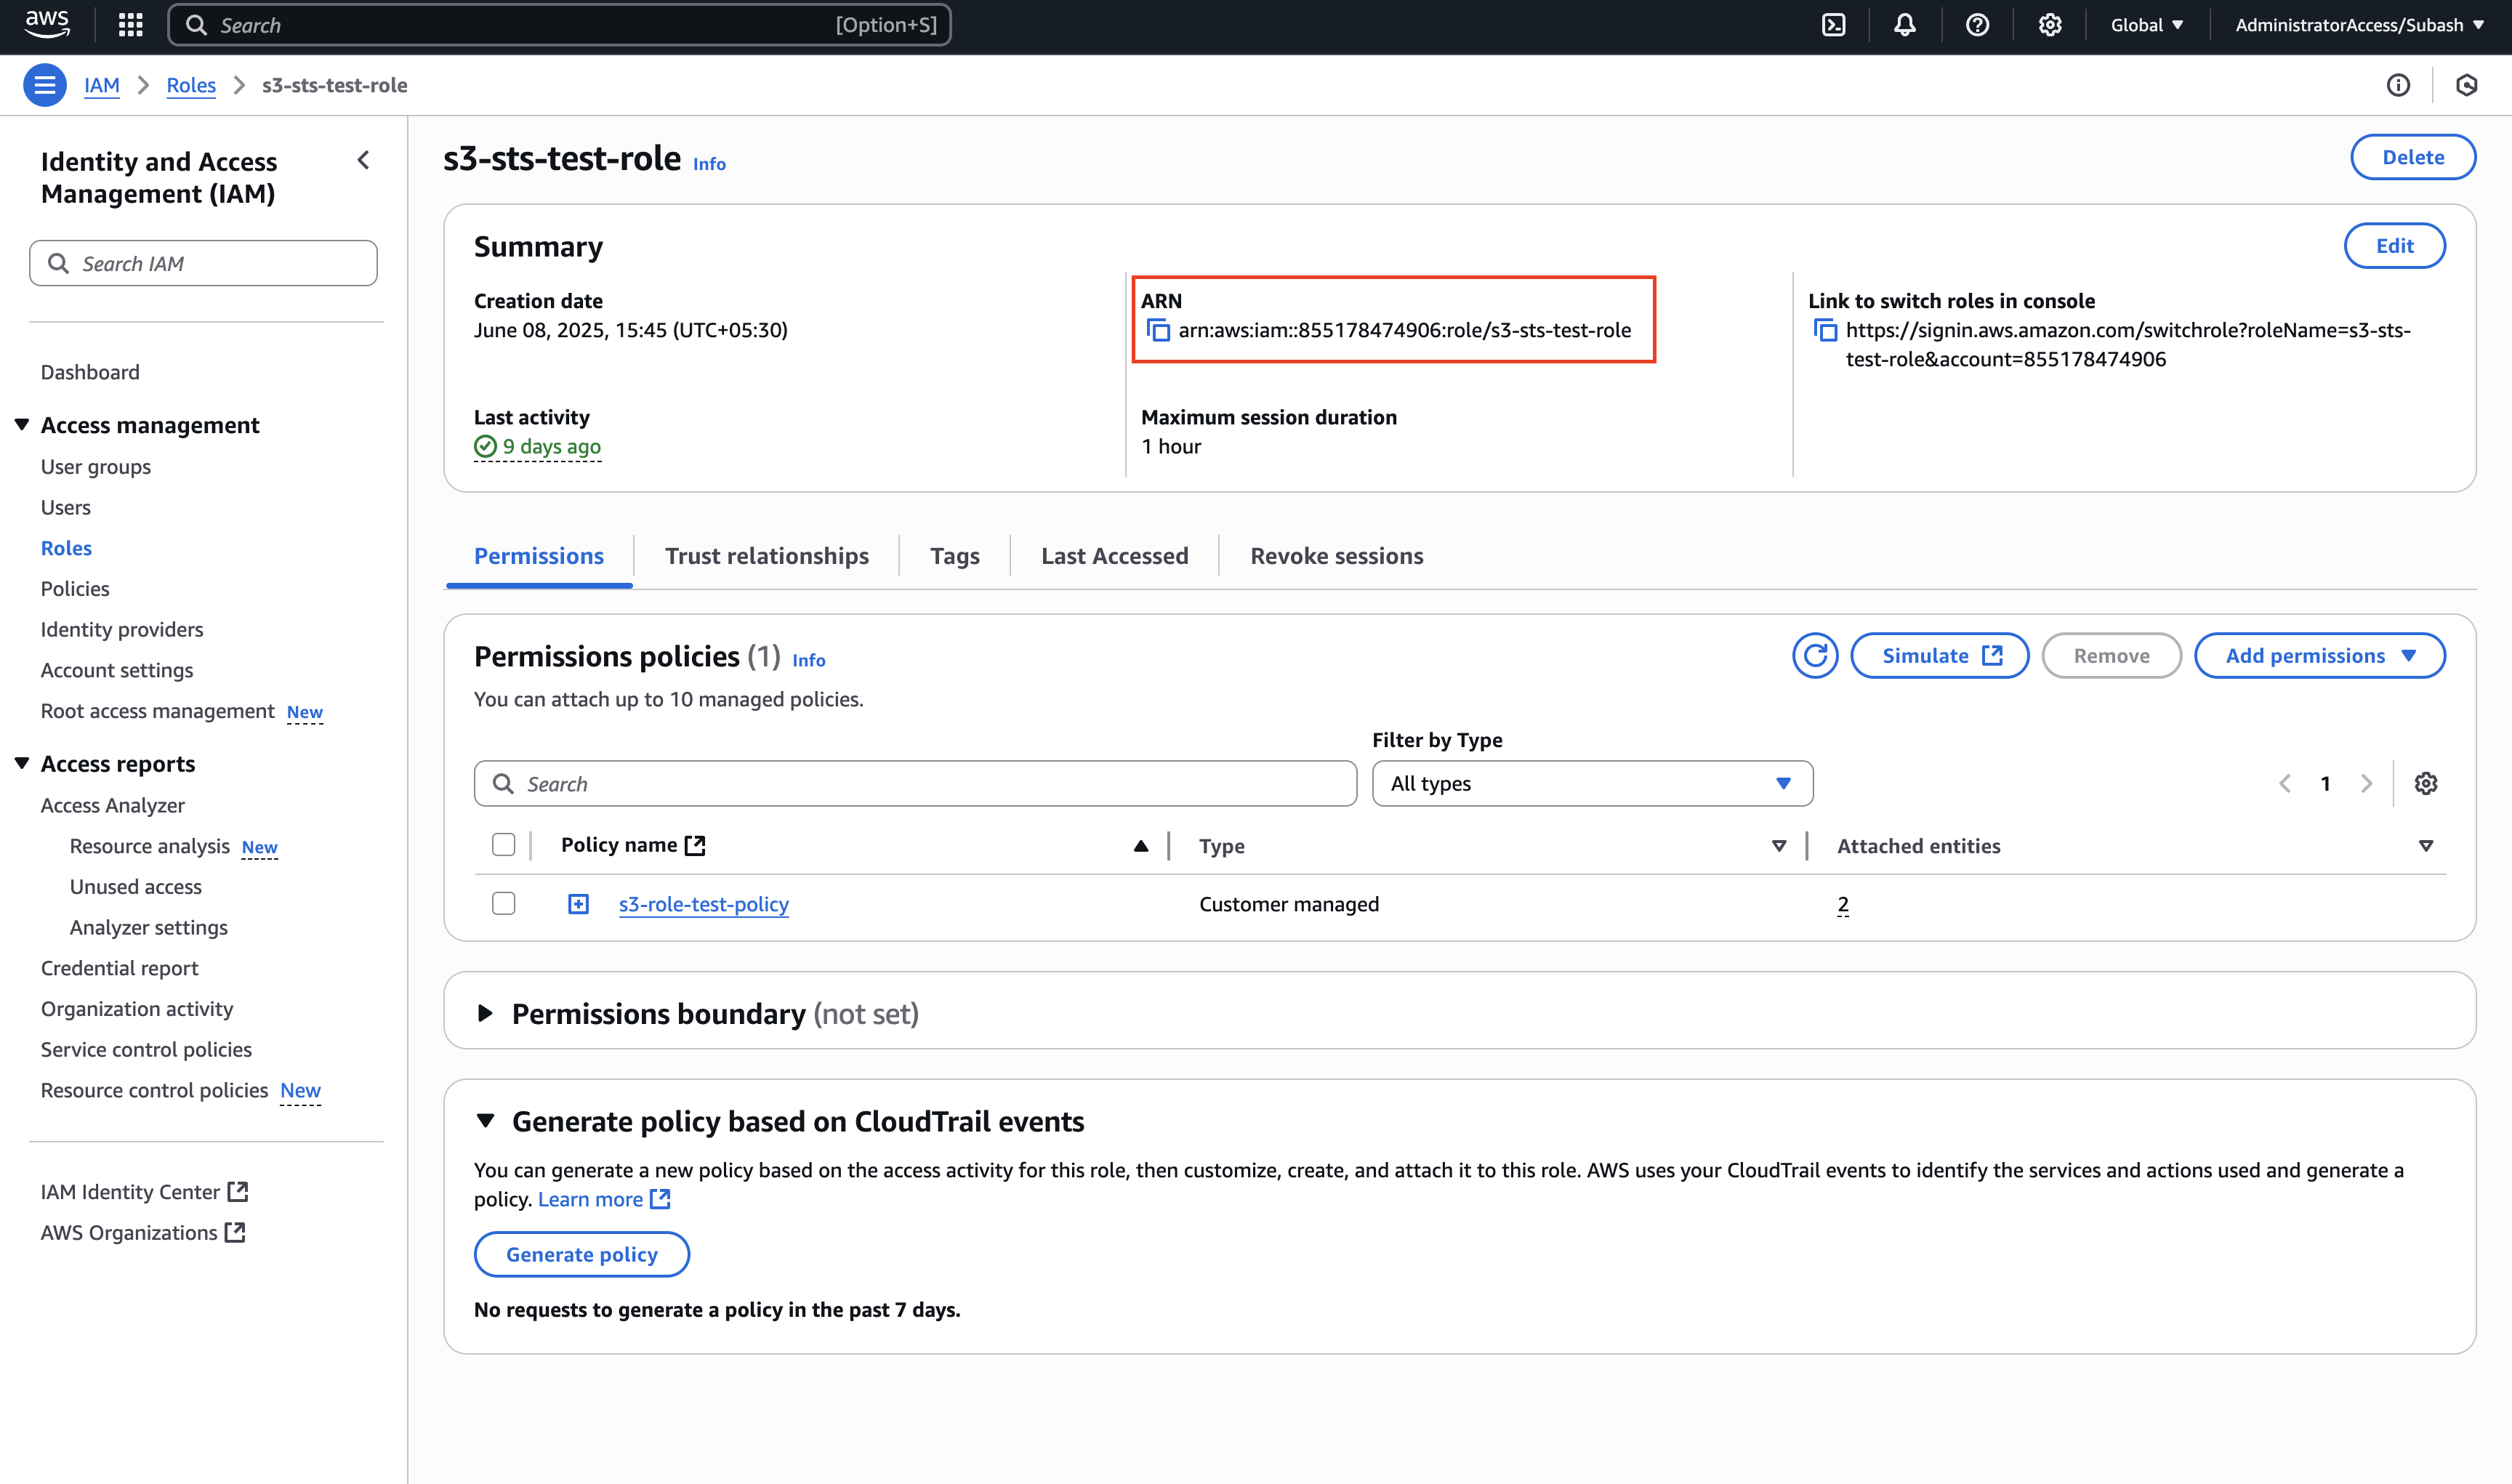 aws
Search [Option+S]
Global
AdministratorAccess/Subash
IAM
Roles
s3-sts-test-role
Identity and Access
Management (IAM)
Search IAM
Dashboard
Access management
User groups
Users
Roles
Policies
Identity providers
Account settings
Root access management New
Access reports
Access Analyzer
Resource analysis New
Unused access
Analyzer settings
Credential report
Organization activity
Service control policies
Resource control policies New
IAM Identity Center
AWS Organizations
s3-sts-test-role Info
Delete
Summary
Edit
Creation date
June 08, 2025, 15:45 (UTC+05:30)
Last activity
9 days ago
ARN
arn:aws:iam::855178474906:role/s3-sts-test-role
Maximum session duration
1 hour
Link to switch roles in console
https://signin.aws.amazon.com/switchrole?roleName=s3-sts-
test-role&account=855178474906
Permissions
Trust relationships
Tags
Last Accessed
Revoke sessions
Permissions policies (1) Info
You can attach up to 10 managed policies.
Simulate
Remove
Add permissions
Filter by Type
Search
All types
1
Policy name
Type
Attached entities
s3-role-test-policy
Customer managed
2
Permissions boundary (not set)
Generate policy based on CloudTrail events
You can generate a new policy based on the access activity for this role, then customize, create, and attach it to this role. AWS uses your CloudTrail events to identify the services and actions used and generate a
policy. Learn more
Generate policy
No requests to generate a policy in the past 7 days.